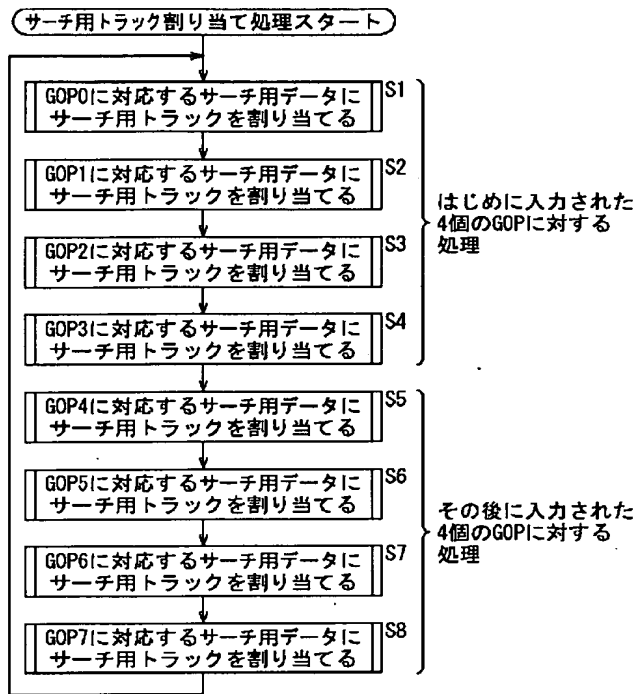 サーチ用トラック割り当て処理スタート
GOP0に対応するサーチ用データに
サーチ用トラックを割り当てる
S1
GOP1に対応するサーチ用データに
サーチ用トラックを割り当てる
S2
GOP2に対応するサーチ用データに
サーチ用トラックを割り当てる
S3
GOP3に対応するサーチ用データに
サーチ用トラックを割り当てる
S4
はじめに入力された
4個のGOPに対する
処理
GOP4に対応するサーチ用データに
サーチ用トラックを割り当てる
S5
GOP5に対応するサーチ用データに
サーチ用トラックを割り当てる
S6
GOP6に対応するサーチ用データに
サーチ用トラックを割り当てる
S7
GOP7に対応するサーチ用データに
サーチ用トラックを割り当てる
S8
その後に入力された
4個のGOPに対する
処理